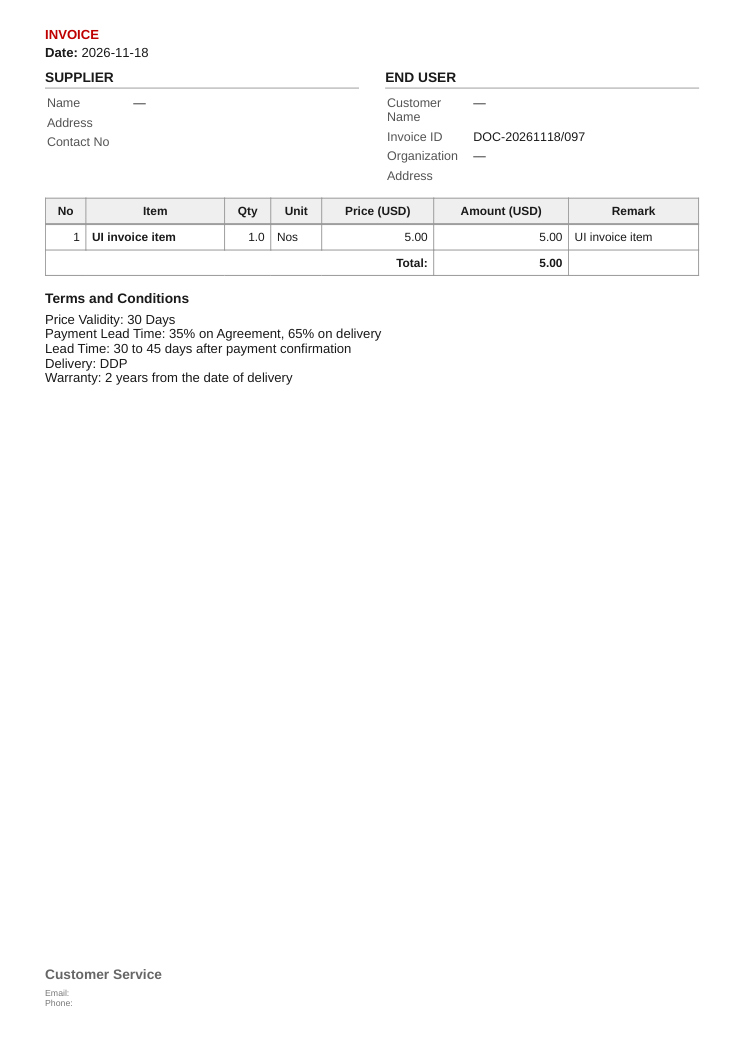 INVOICE
Date: 2026-11-18
SUPPLIER
Name —
Address
Contact No
END USER
Customer Name —
Invoice ID DOC-20261118/097
Organization —
Address
No Item Qty Unit Price (USD) Amount (USD) Remark
1 UI invoice item 1.0 Nos 5.00 5.00 UI invoice item
Total: 5.00
Terms and Conditions
Price Validity: 30 Days
Payment Lead Time: 35% on Agreement, 65% on delivery
Lead Time: 30 to 45 days after payment confirmation
Delivery: DDP
Warranty: 2 years from the date of delivery
Customer Service
Email:
Phone: